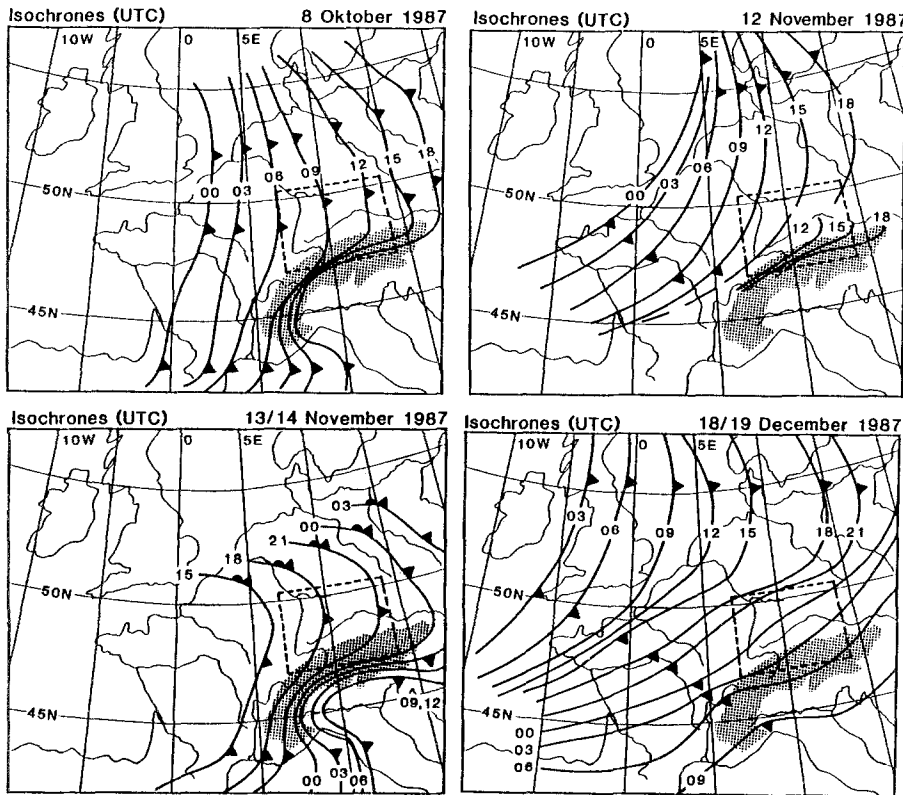 Isochrones (UTC) 8 Oktober 1987
10W 0 5E
50N
45N
00 03 06 09 12 15 18
Isochrones (UTC) 12 November 1987
10W 0 5E
50N
45N
00 03 06 09 12 15 18
12 15 18
Isochrones (UTC) 13/14 November 1987
10W 0 5E
50N
45N
15 18 21 00 03
09,12
00 03 06
Isochrones (UTC) 18/19 December 1987
10W 0 5E
50N
45N
03 06 09 12 15 18 21
00
03
06
09